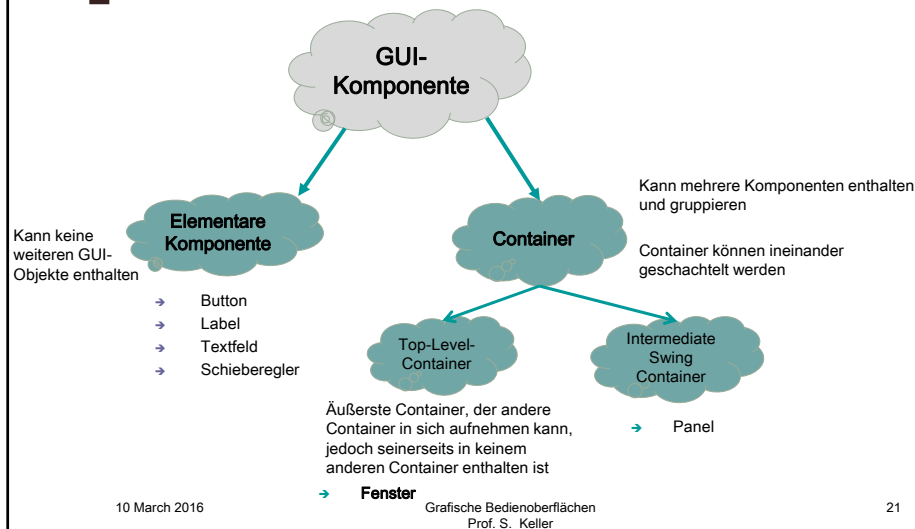 GUI-
Komponente
Kann mehrere Komponenten enthalten
und gruppieren
Elementare
Komponente
Container
Kann keine
weiteren GUI-
Objekte enthalten
Container können ineinander
geschachtelt werden
➔ Button
➔ Label
➔ Textfeld
➔ Schieberegler
Top-Level-
Container
Intermediate
Swing
Container
Äußerste Container, der andere
Container in sich aufnehmen kann,
jedoch seinerseits in keinem
anderen Container enthalten ist
➔ Fenster
➔ Panel
10 March 2016
Grafische Bedienoberflächen
Prof. S. Keller
21